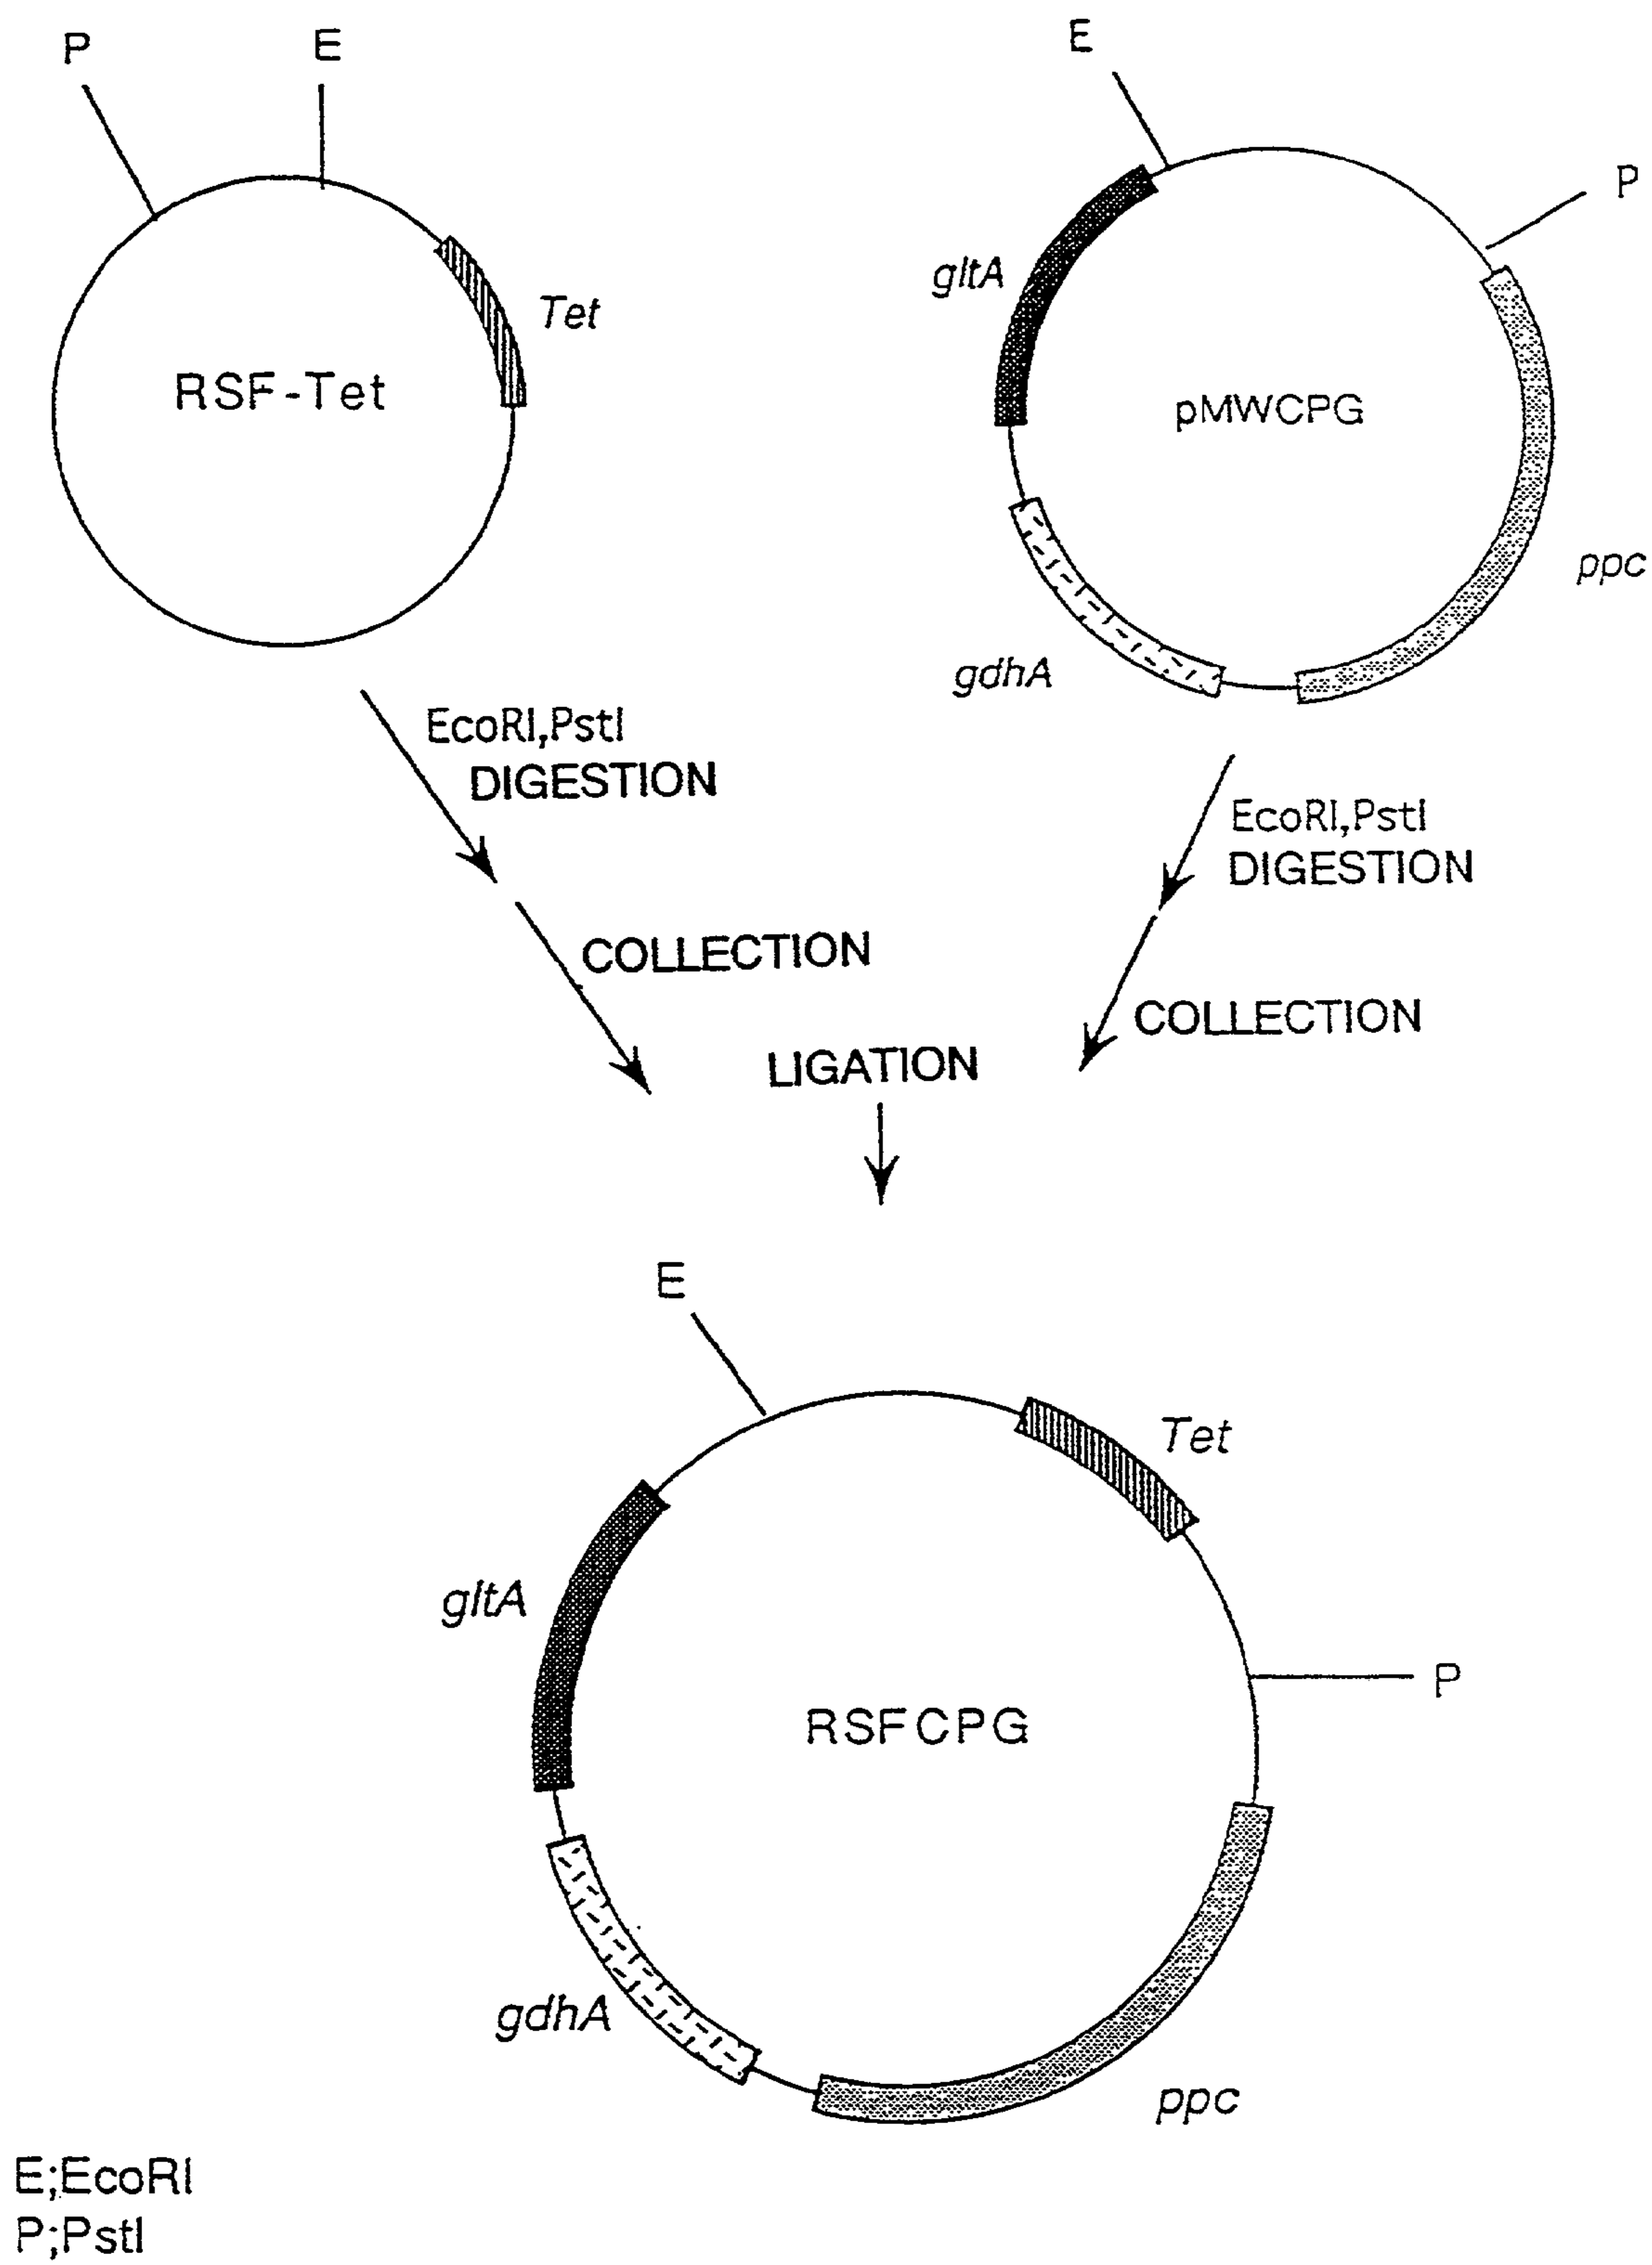 P
E
Tet
RSF-Tet
E
P
gltA
pMWCPG
ppc
gdhA
EcoRI,PstI
DIGESTION
COLLECTION
EcoRI,PstI
DIGESTION
COLLECTION
LIGATION
E
Tet
gltA
P
RSFCPG
gdhA
ppc
E;EcoRI
P;PstI